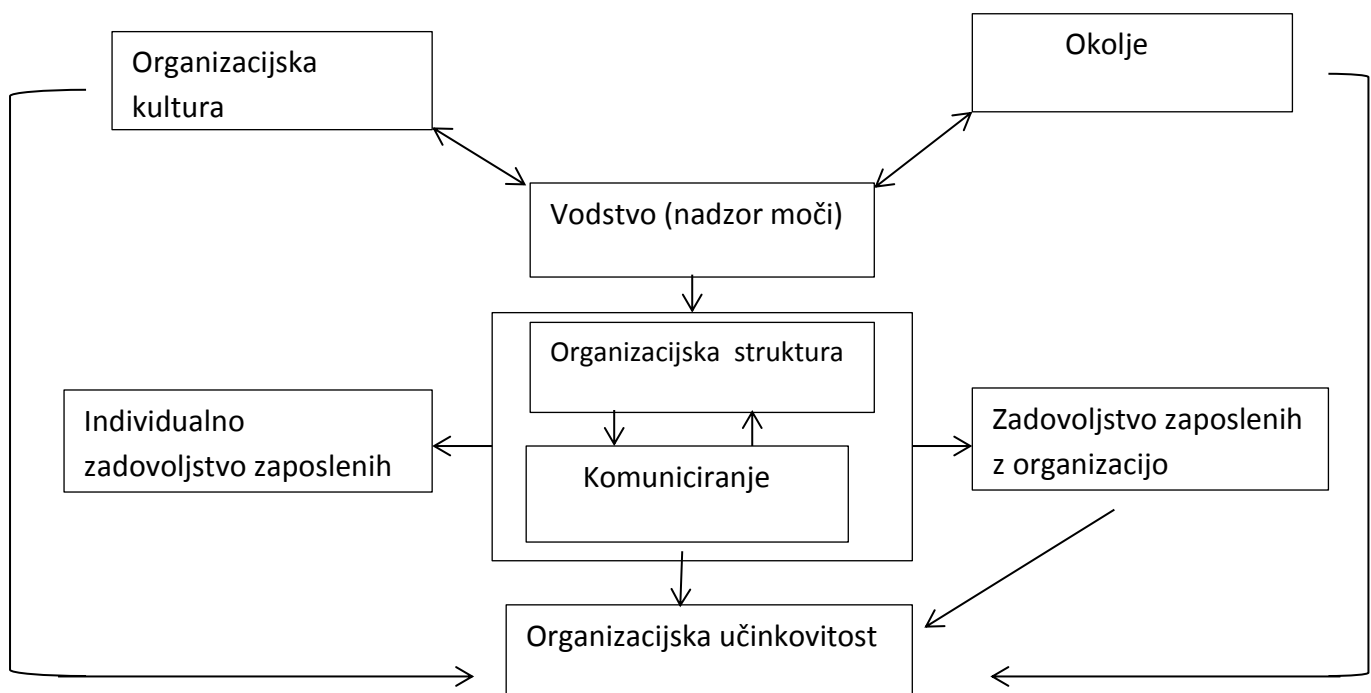 Organizacijska
kultura
Okolje
Vodstvo (nadzor moči)
Organizacijska struktura
Individualno
zadovoljstvo zaposlenih
Komuniciranje
Zadovoljstvo zaposlenih
z organizacijo
Organizacijska učinkovitost